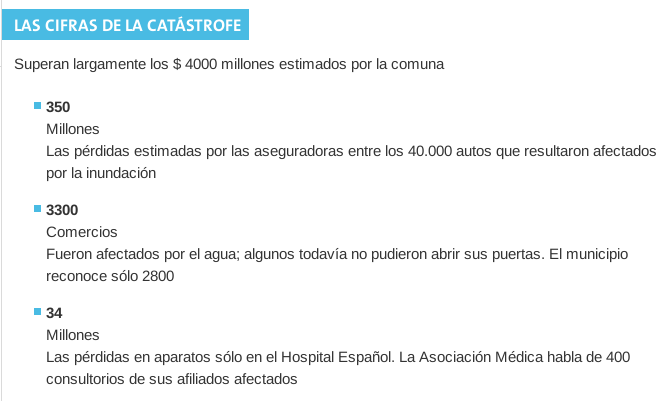 LAS CIFRAS DE LA CATÁSTROFE
Superan largamente los $ 4000 millones estimados por la comuna
350
Millones
Las pérdidas estimadas por las aseguradoras entre los 40.000 autos que resultaron afectados
por la inundación
3300
Comercios
Fueron afectados por el agua; algunos todavía no pudieron abrir sus puertas. El municipio
reconoce sólo 2800
34
Millones
Las pérdidas en aparatos sólo en el Hospital Español. La Asociación Médica habla de 400
consultorios de sus afiliados afectados